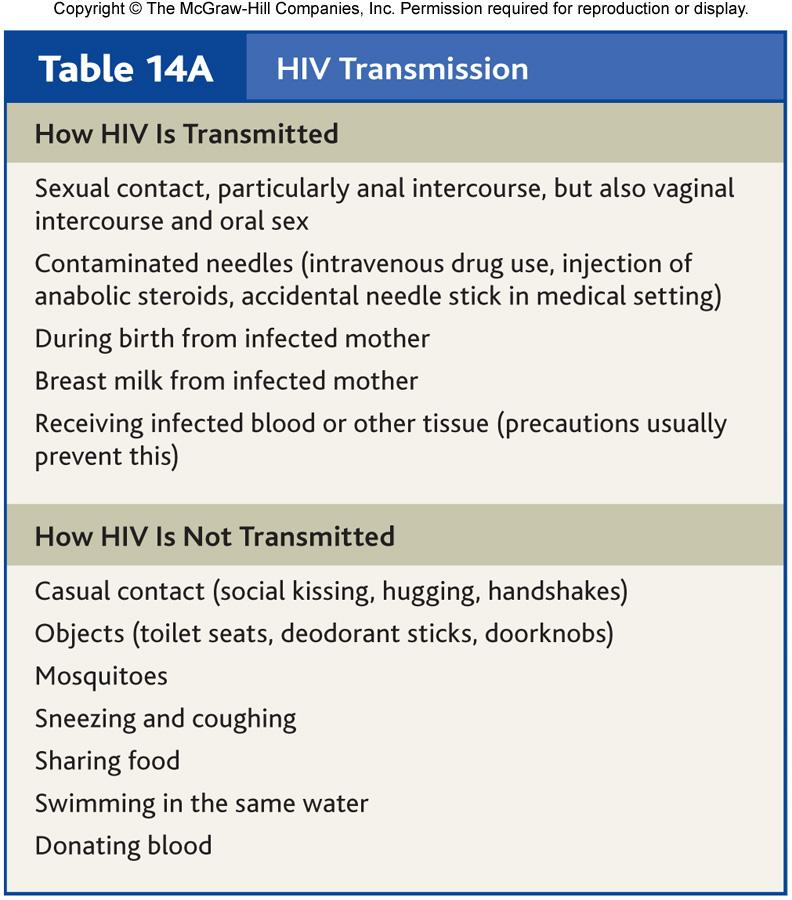 Copyright © The McGraw-Hill Companies, Inc. Permission required for reproduction or display.
Table 14A HIV Transmission
How HIV Is Transmitted
Sexual contact, particularly anal intercourse, but also vaginal
intercourse and oral sex
Contaminated needles (intravenous drug use, injection of
anabolic steroids, accidental needle stick in medical setting)
During birth from infected mother
Breast milk from infected mother
Receiving infected blood or other tissue (precautions usually
prevent this)
How HIV Is Not Transmitted
Casual contact (social kissing, hugging, handshakes)
Objects (toilet seats, deodorant sticks, doorknobs)
Mosquitoes
Sneezing and coughing
Sharing food
Swimming in the same water
Donating blood